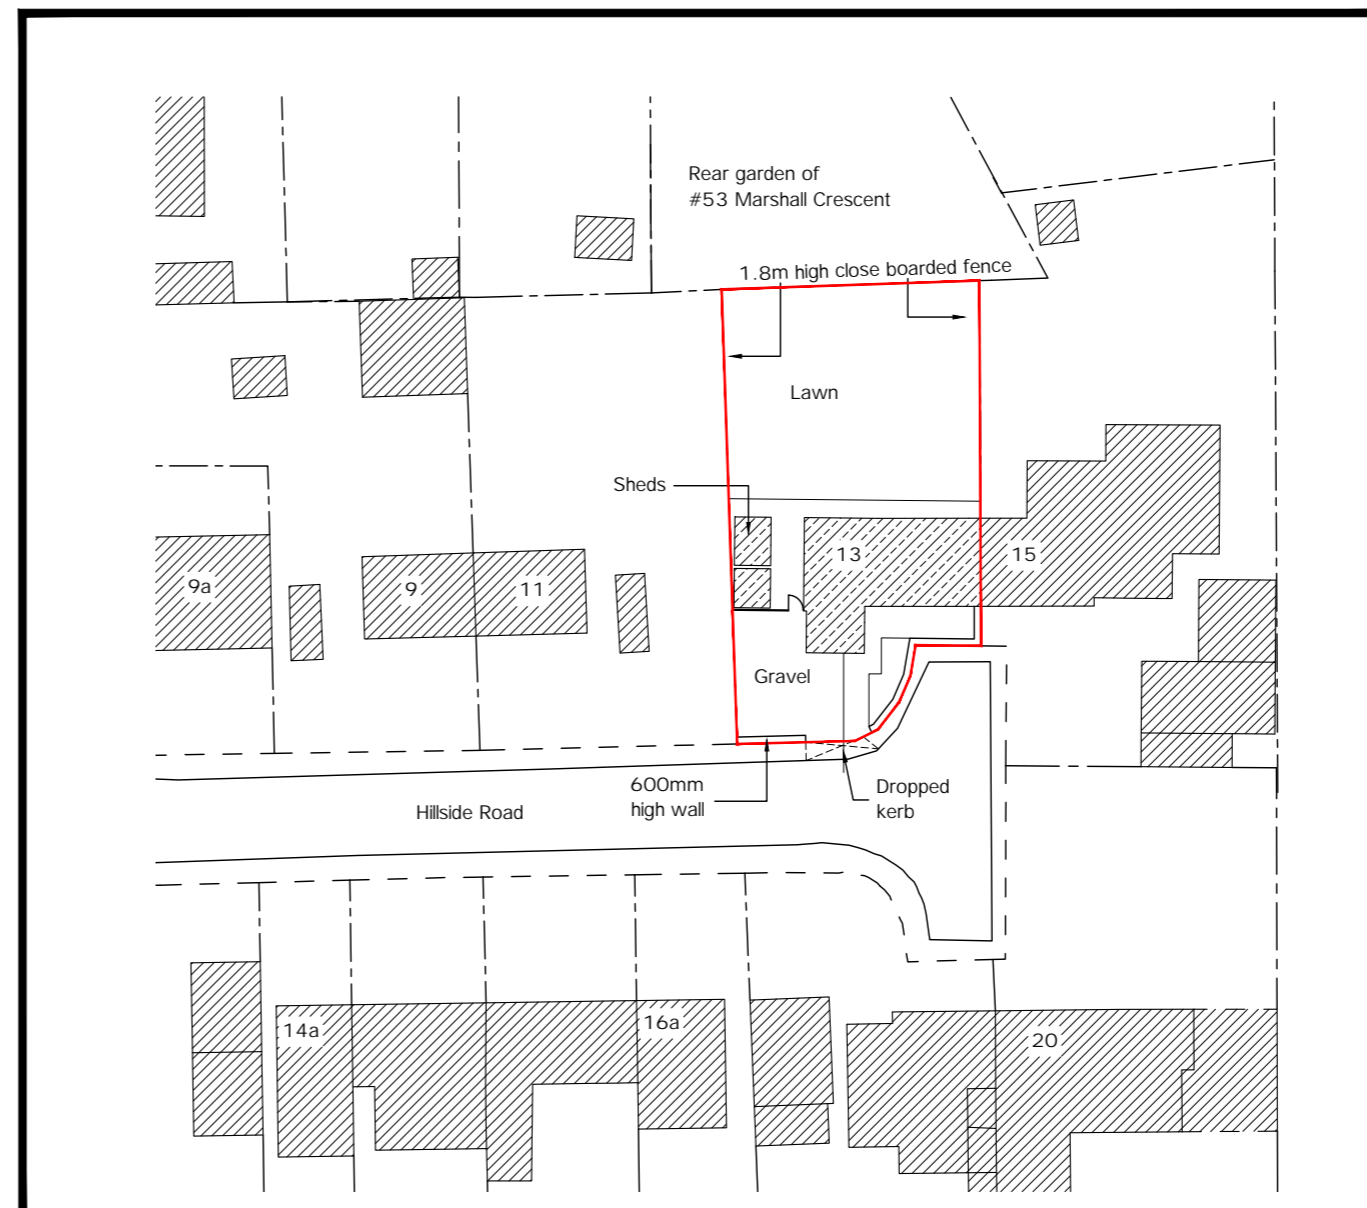 Rear garden of
#53 Marshall Crescent
1.8m high close boarded fence
Lawn
Sheds
13
15
9a
9
11
Gravel
600mm
high wall
Dropped
kerb
Hillside Road
14a
16a
20